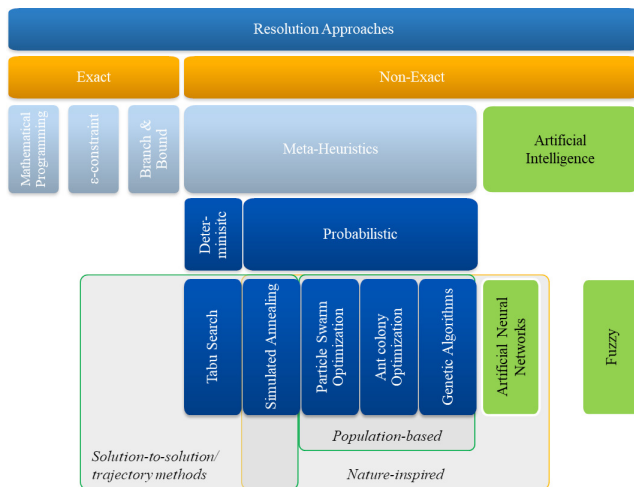 Resolution Approaches
Exact
Non-Exact
Mathematical
Programming
ε-constraint
Branch &
Bound
Meta-Heuristics
Artificial
Intelligence
Deter-
minisitc
Probabilistic
Tabu Search
Simulated Annealing
Particle Swarm
Optimization
Ant colony
Optimization
Genetic Algorithms
Artificial Neural
Networks
Fuzzy
Population-based
Solution-to-solution/
trajectory methods
Nature-inspired